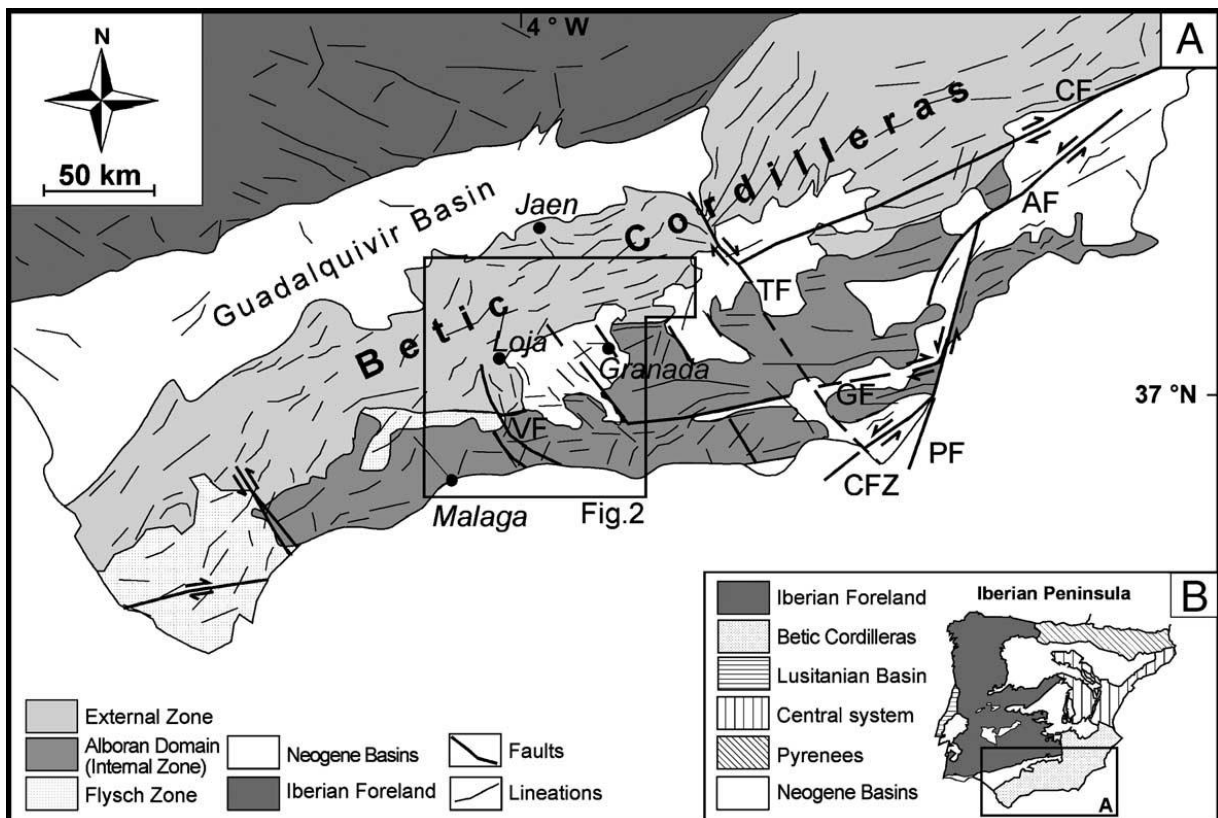 4 ° W
A
N
50 km
CF
Betic Cordilleras
Guadalquivir Basin
Jaen
AF
TF
Loja
Granada
37 °N
GF
VF
PF
CFZ
Malaga
Fig.2
External Zone
Alboran Domain
(Internal Zone)
Flysch Zone
Neogene Basins
Iberian Foreland
Faults
Lineations
B
Iberian Peninsula
Iberian Foreland
Betic Cordilleras
Lusitanian Basin
Central system
Pyrenees
Neogene Basins
A